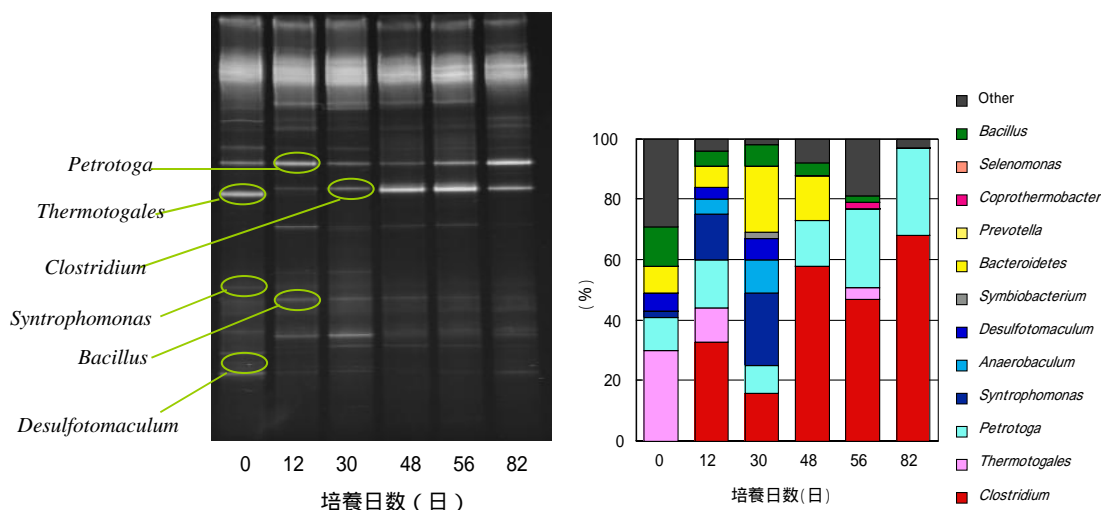 Petrotoga
Thermotogales
Clostridium
Syntrophomonas
Bacillus
Desulfotomaculum
0 12 30 48 56 82
培養日数(日)
(%)
100
80
60
40
20
0
0 12 30 48 56 82
培養日数(日)
Other
Bacillus
Selenomonas
Coprothermobacter
Prevotella
Bacteroidetes
Symbiobacterium
Desulfotomaculum
Anaerobaculum
Syntrophomonas
Petrotoga
Thermotogales
Clostridium